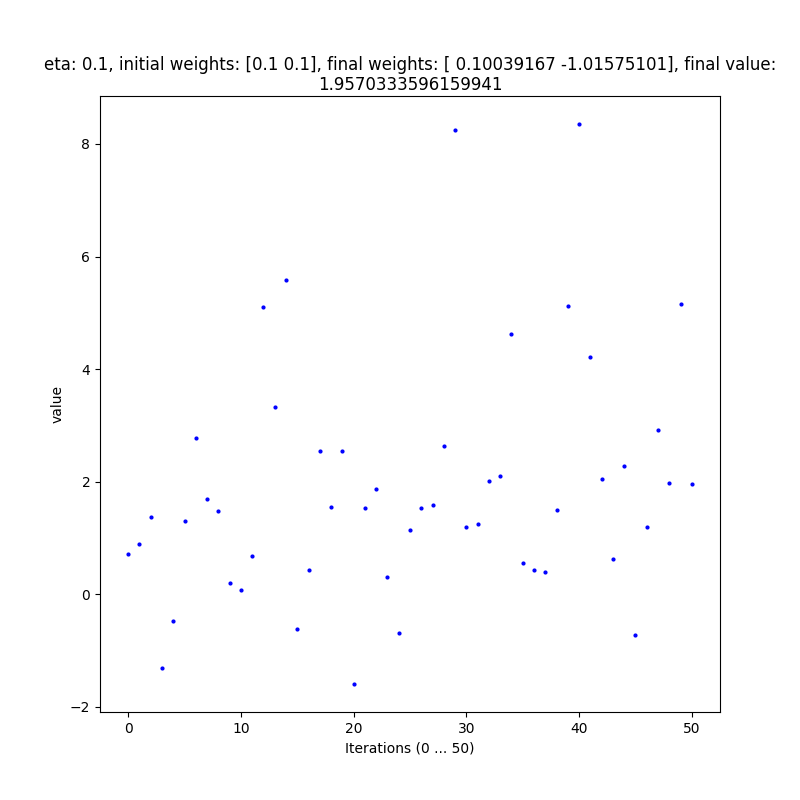 eta: 0.1, initial weights: [0.1 0.1], final weights: [ 0.10039167 -1.01575101], final value:
1.9570333596159941
8
6
4
2
0
−2
value
0 10 20 30 40 50
Iterations (0 ... 50)